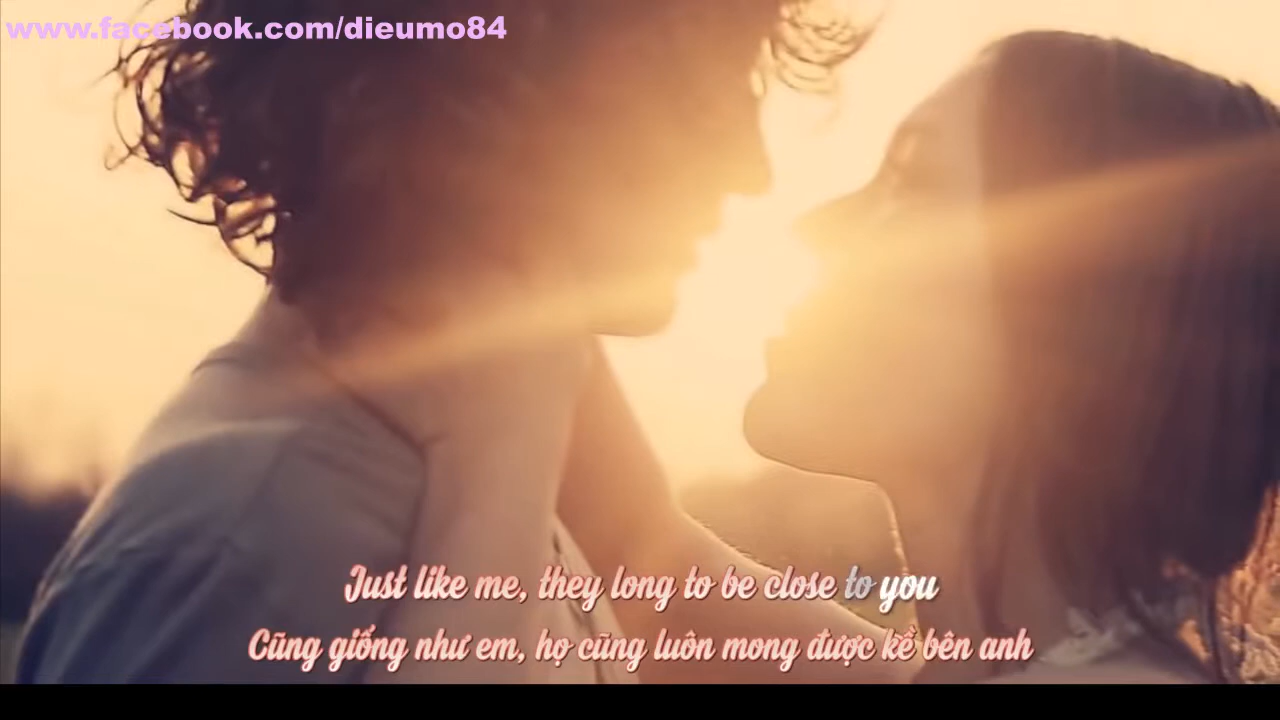 www.facebook.com/dieumo84
Just like me, they long to be close to you
Cũng giống như em, họ cũng luôn mong được kề bên anh